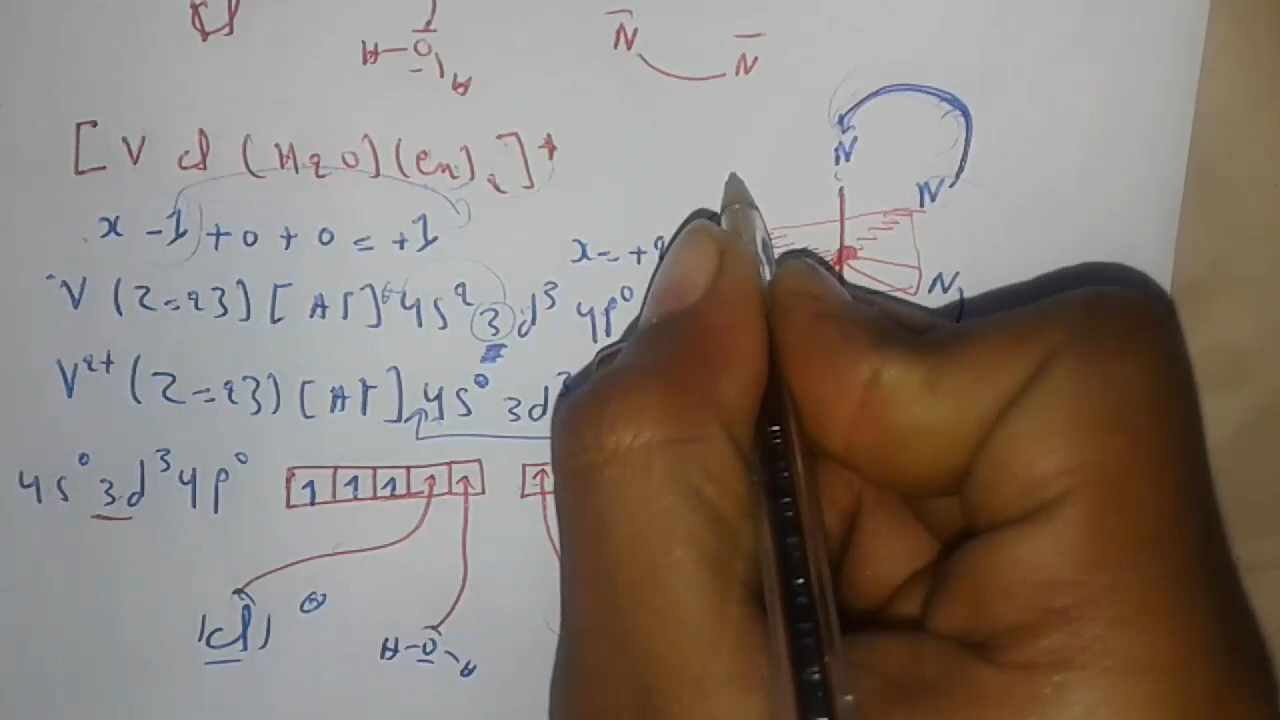 H-O-H
N N
[V Cl (H2O)(en)2]+
x -1 + 0 + 0 = +1
x = +2
V (Z=23) [Ar] 4s² 3d³ 4p⁰
V²⁺ (Z=23) [Ar] 4s⁰ 3d³
4s⁰ 3d³ 4p⁰
Cl
H-O-H
N
N
N